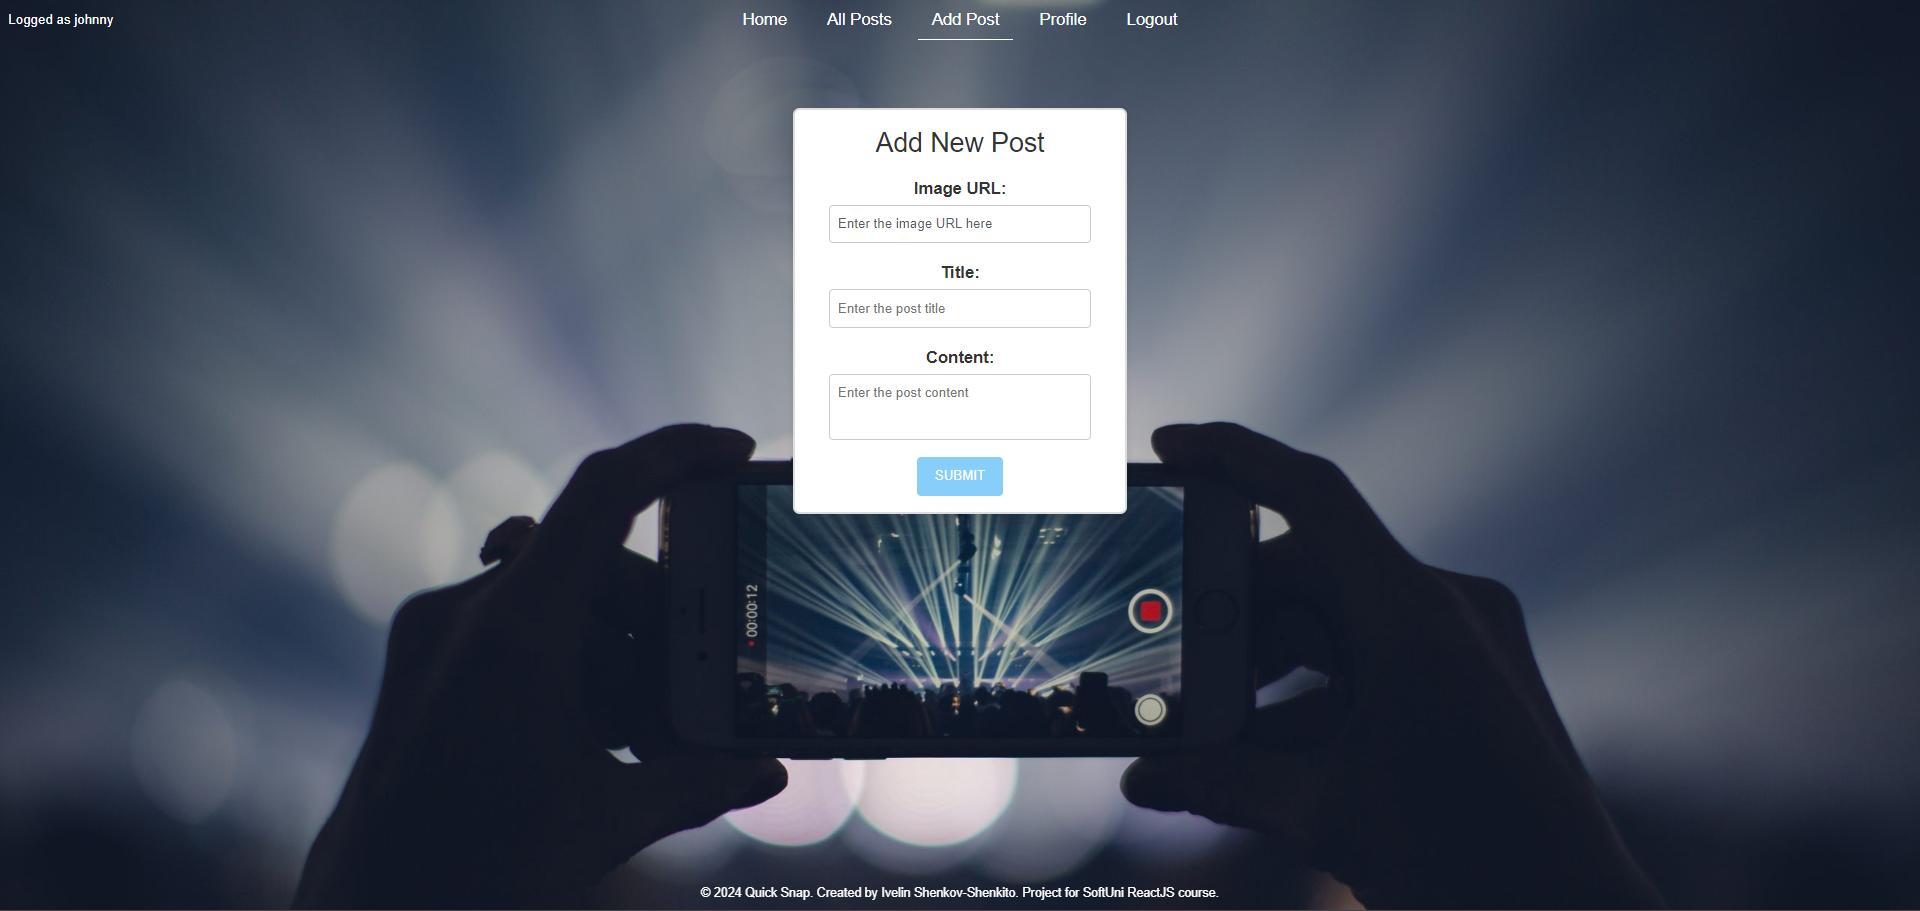 Logged as johnny
Home All Posts Add Post Profile Logout
Add New Post
Image URL:
Enter the image URL here
Title:
Enter the post title
Content:
Enter the post content
SUBMIT
00:00:12
© 2024 Quick Snap. Created by Ivelin Shenkov-Shenkito. Project for SoftUni ReactJS course.